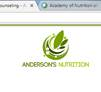 ounseling - A
Academy of Nutrition a
ANDERSON'S NUTRITION